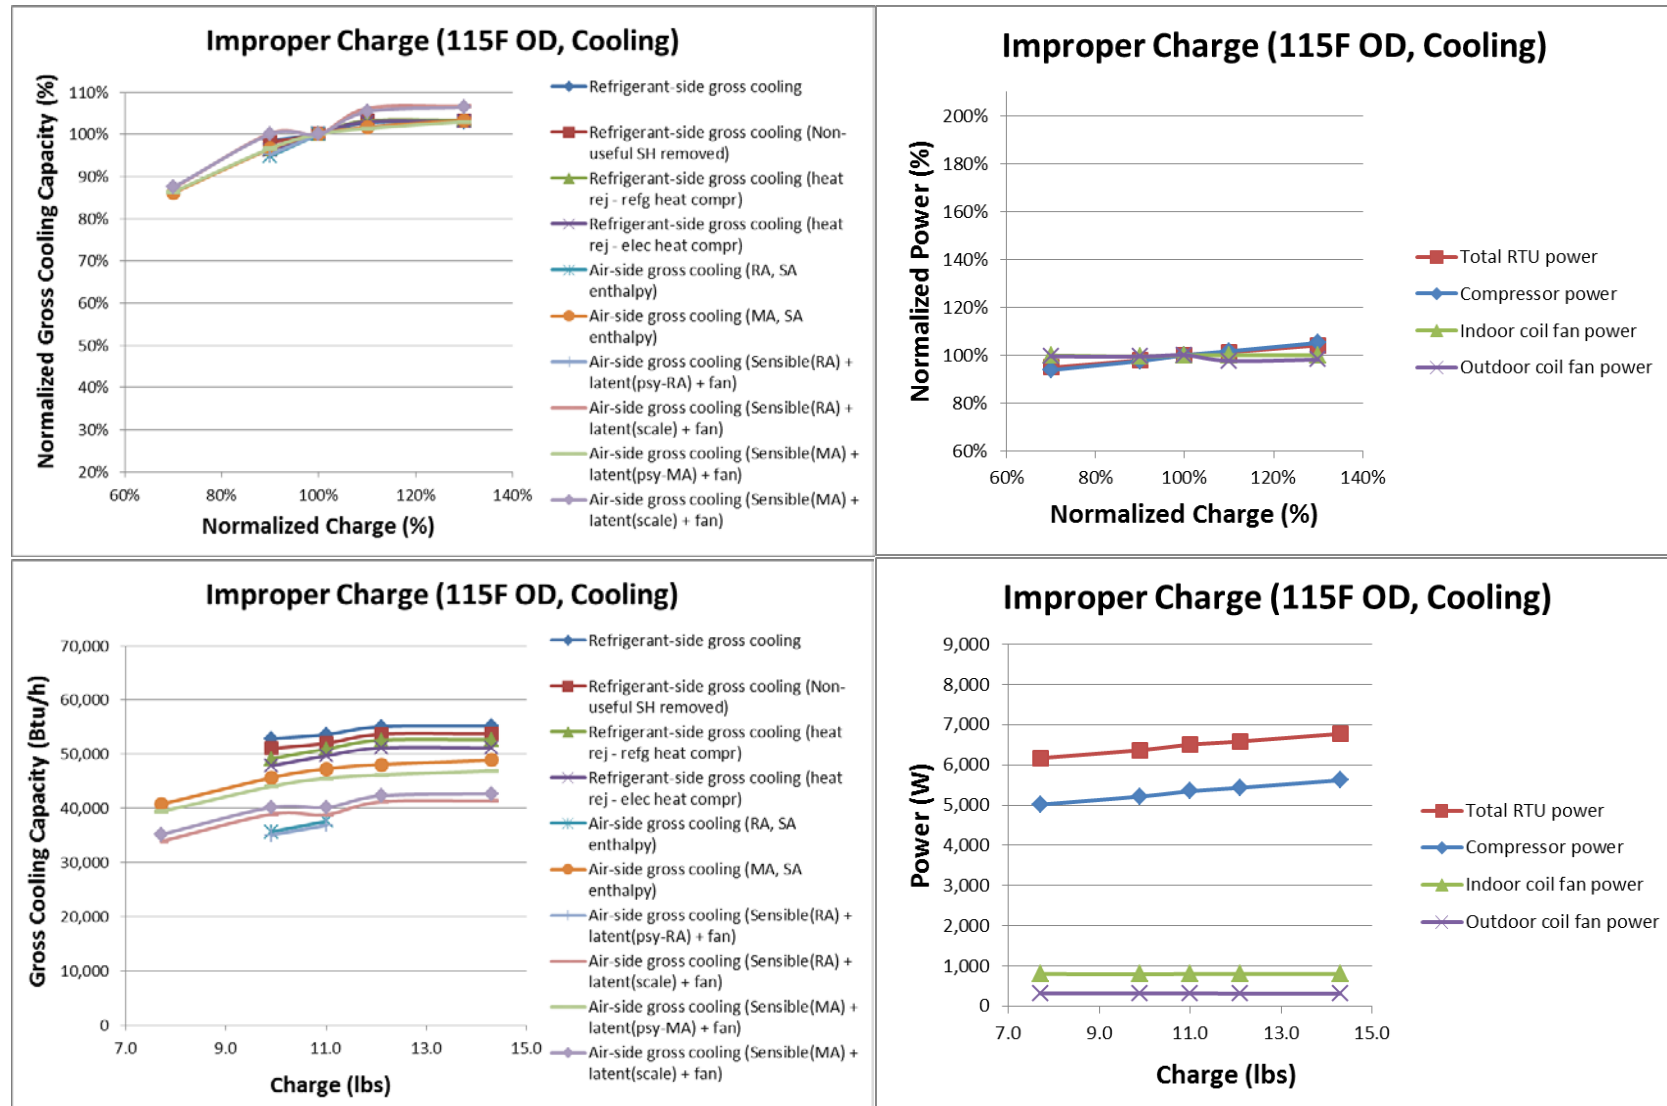 Improper Charge (115F OD, Cooling)
Normalized Gross Cooling Capacity (%)
110%
100%
90%
80%
70%
60%
50%
40%
30%
20%
60%
80%
100%
120%
140%
Normalized Charge (%)
Refrigerant-side gross cooling
Refrigerant-side gross cooling (Non-
useful SH removed)
Refrigerant-side gross cooling (heat
rej - refg heat compr)
Refrigerant-side gross cooling (heat
rej - elec heat compr)
Air-side gross cooling (RA, SA
enthalpy)
Air-side gross cooling (MA, SA
enthalpy)
Air-side gross cooling (Sensible(RA) +
latent(psy-RA) + fan)
Air-side gross cooling (Sensible(RA) +
latent(scale) + fan)
Air-side gross cooling (Sensible(MA) +
latent(psy-MA) + fan)
Air-side gross cooling (Sensible(MA) +
latent(scale) + fan)
Improper Charge (115F OD, Cooling)
Normalized Power (%)
200%
180%
160%
140%
120%
100%
80%
60%
60%
80%
100%
120%
140%
Normalized Charge (%)
Total RTU power
Compressor power
Indoor coil fan power
Outdoor coil fan power
Improper Charge (115F OD, Cooling)
Gross Cooling Capacity (Btu/h)
70,000
60,000
50,000
40,000
30,000
20,000
10,000
0
7.0
9.0
11.0
13.0
15.0
Charge (lbs)
Refrigerant-side gross cooling
Refrigerant-side gross cooling (Non-
useful SH removed)
Refrigerant-side gross cooling (heat
rej - refg heat compr)
Refrigerant-side gross cooling (heat
rej - elec heat compr)
Air-side gross cooling (RA, SA
enthalpy)
Air-side gross cooling (MA, SA
enthalpy)
Air-side gross cooling (Sensible(RA) +
latent(psy-RA) + fan)
Air-side gross cooling (Sensible(RA) +
latent(scale) + fan)
Air-side gross cooling (Sensible(MA) +
latent(psy-MA) + fan)
Air-side gross cooling (Sensible(MA) +
latent(scale) + fan)
Improper Charge (115F OD, Cooling)
Power (W)
9,000
8,000
7,000
6,000
5,000
4,000
3,000
2,000
1,000
0
7.0
9.0
11.0
13.0
15.0
Charge (lbs)
Total RTU power
Compressor power
Indoor coil fan power
Outdoor coil fan power